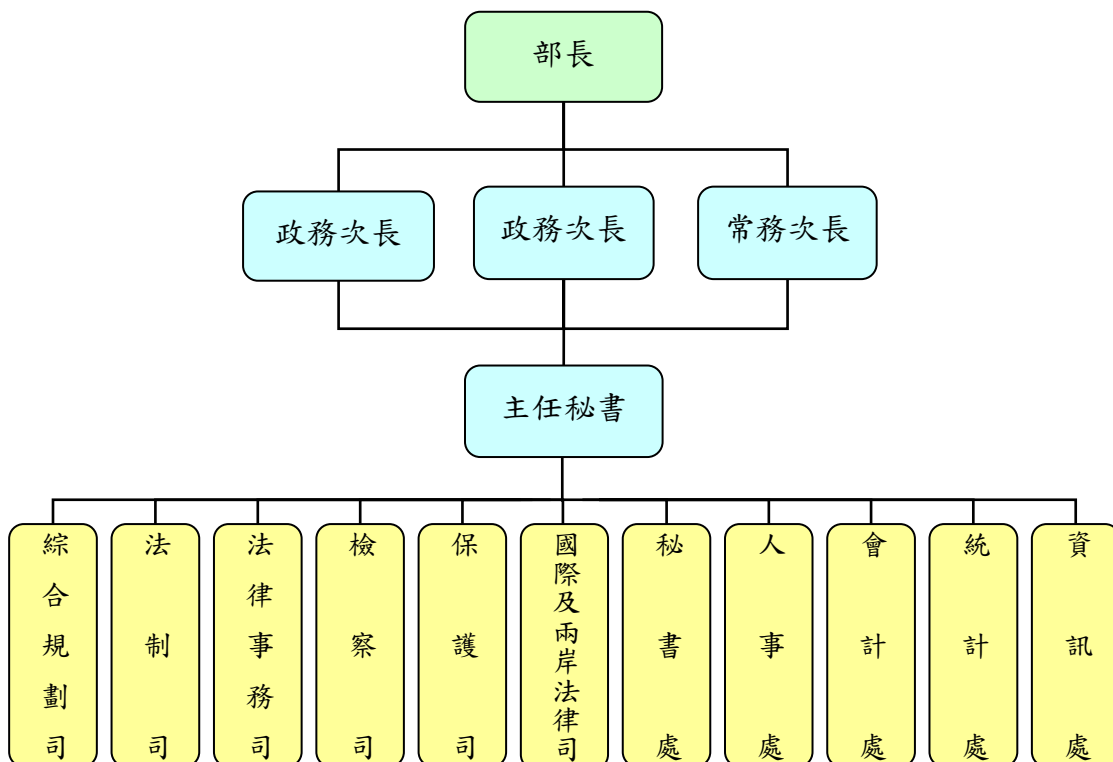 部長
政務次長
政務次長
常務次長
主任秘書
綜合規劃司
法制司
法律事務司
檢察司
保護司
國際及兩岸法律司
秘書處
人事處
會計處
統計處
資訊處